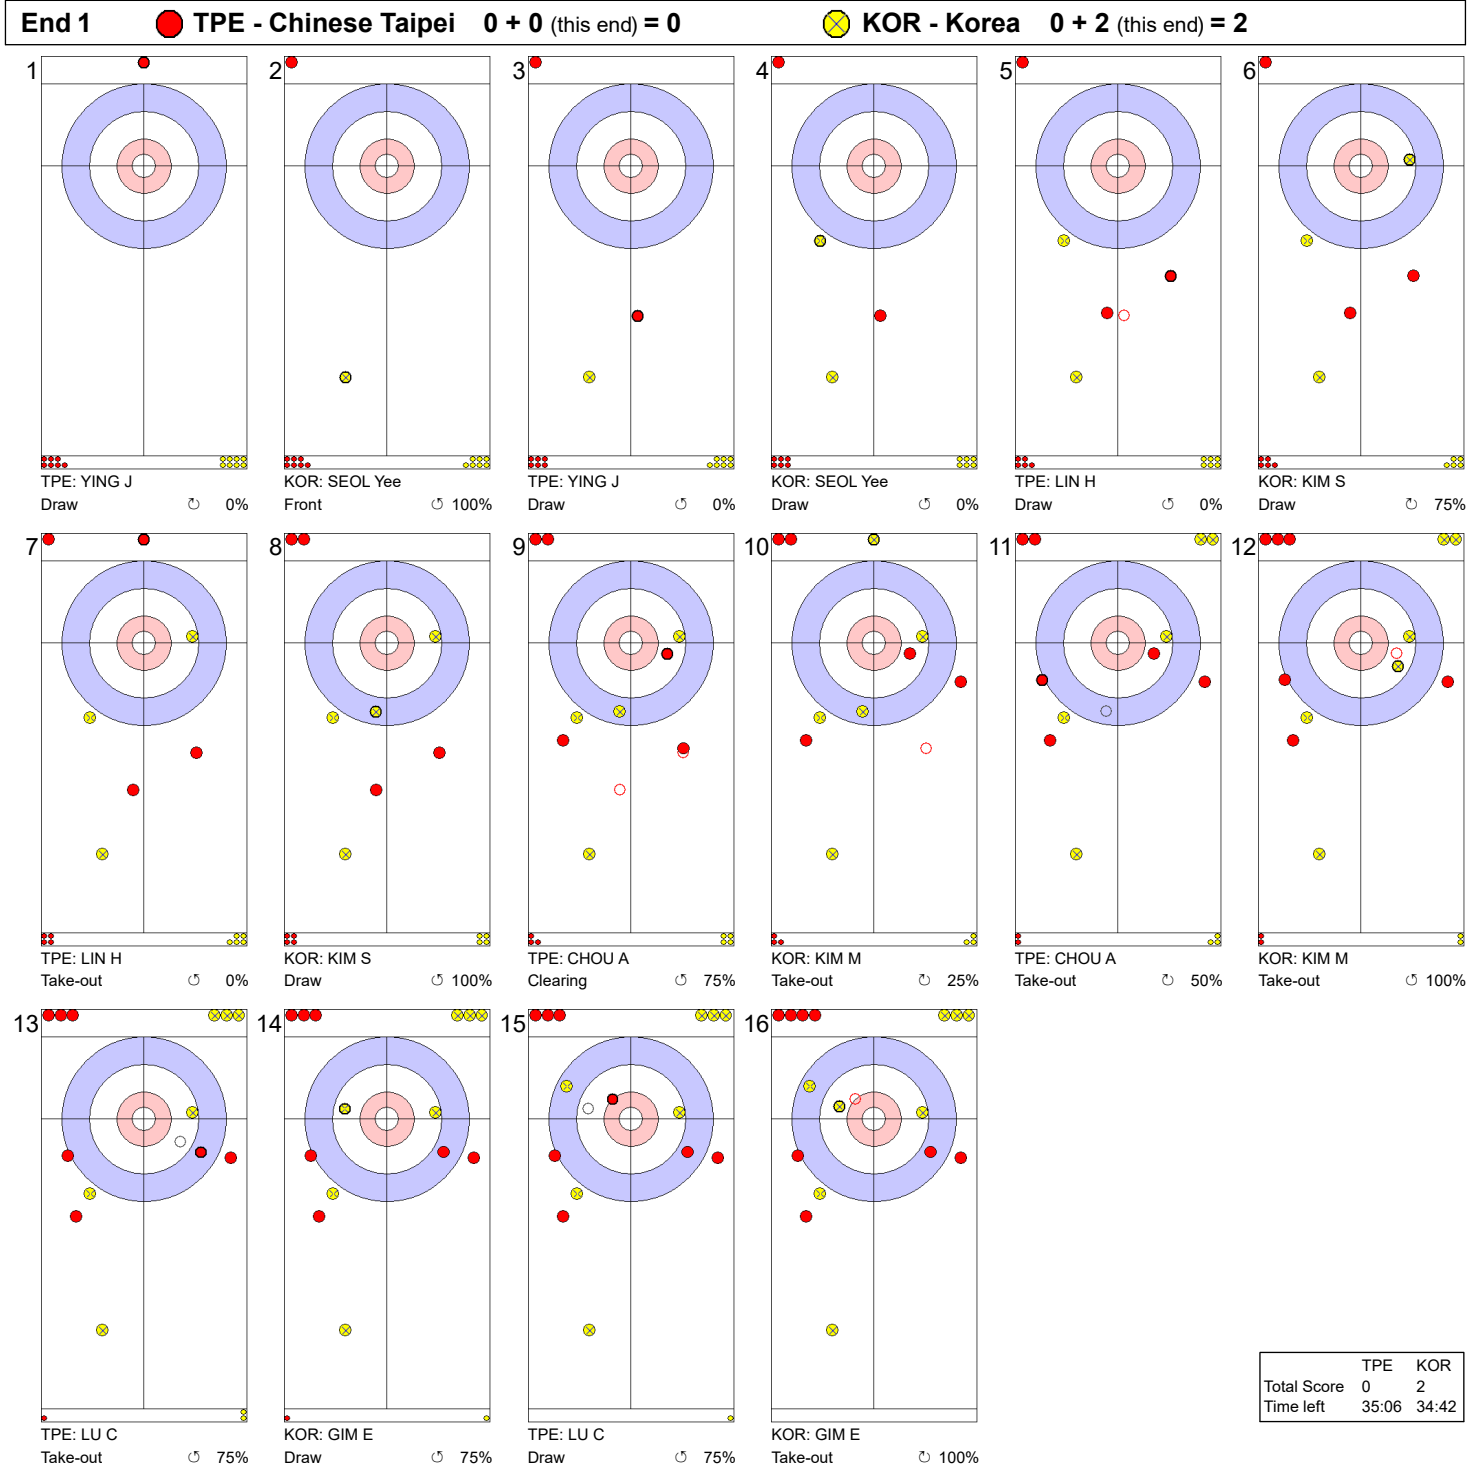 End 1 TPE - Chinese Taipei 0 + 0 (this end) = 0 KOR - Korea 0 + 2 (this end) = 2
1 2 3 4 5 6
TPE: YING J KOR: SEOL Yee TPE: YING J KOR: SEOL Yee TPE: LIN H KOR: KIM S
Draw ↻ 0% Front ↺ 100% Draw ↺ 0% Draw ↺ 0% Draw ↺ 0% Draw ↻ 75%
7 8 9 10 11 12
TPE: LIN H KOR: KIM S TPE: CHOU A KOR: KIM M TPE: CHOU A KOR: KIM M
Take-out ↺ 0% Draw ↺ 100% Clearing ↺ 75% Take-out ↻ 25% Take-out ↻ 50% Take-out ↺ 100%
13 14 15 16
TPE: LU C KOR: GIM E TPE: LU C KOR: GIM E
Take-out ↺ 75% Draw ↺ 75% Draw ↺ 75% Take-out ↻ 100%
TPE KOR
Total Score 0 2
Time left 35:06 34:42